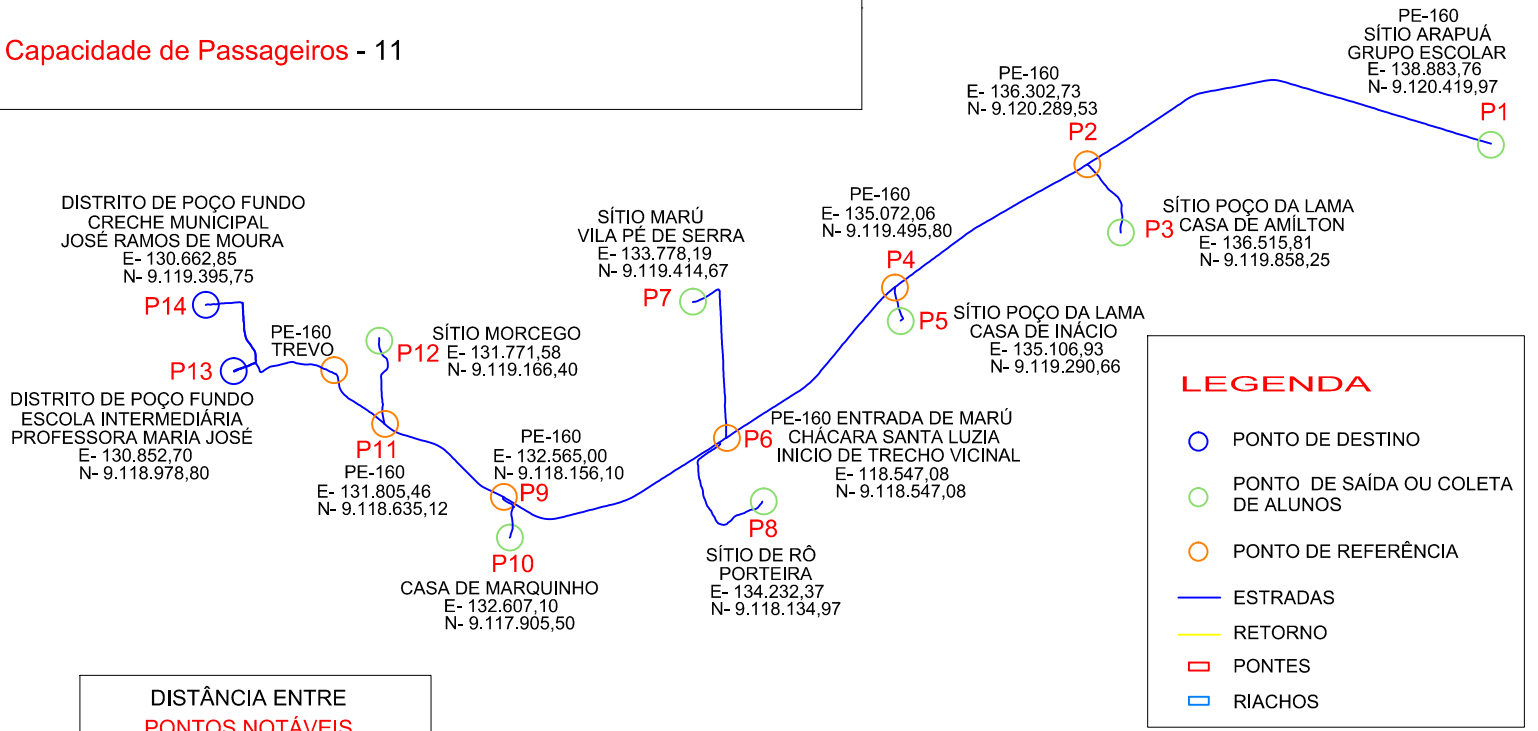 Capacidade de Passageiros - 11
PE-160
SÍTIO ARAPUÁ
GRUPO ESCOLAR
E- 138.883,76
N- 9.120.419,97
P1
PE-160
E- 136.302,73
N- 9.120.289,53
P2
SÍTIO POÇO DA LAMA
P3 CASA DE AMÍLTON
E- 136.515,81
N- 9.119.858,25
PE-160
E- 135.072,06
N- 9.119.495,80
P4
SÍTIO POÇO DA LAMA
P5 CASA DE INÁCIO
E- 135.106,93
N- 9.119.290,66
SÍTIO MARÚ
VILA PÉ DE SERRA
E- 133.778,19
N- 9.119.414,67
P7
PE-160 ENTRADA DE MARÚ
P6 CHÁCARA SANTA LUZIA
INICIO DE TRECHO VICINAL
E- 118.547,08
N- 9.118.547,08
P8
SÍTIO DE RÔ
PORTEIRA
E- 134.232,37
N- 9.118.134,97
PE-160
E- 132.565,00
N- 9.118.156,10
P9
P10
CASA DE MARQUINHO
E- 132.607,10
N- 9.117.905,50
SÍTIO MORCEGO
P12 E- 131.771,58
N- 9.119.166,40
P11
PE-160
E- 131.805,46
N- 9.118.635,12
PE-160
TREVO
DISTRITO DE POÇO FUNDO
CRECHE MUNICIPAL
JOSÉ RAMOS DE MOURA
E- 130.662,85
N- 9.119.395,75
P14
P13
DISTRITO DE POÇO FUNDO
ESCOLA INTERMEDIÁRIA
PROFESSORA MARIA JOSÉ
E- 130.852,70
N- 9.118.978,80
LEGENDA
PONTO DE DESTINO
PONTO DE SAÍDA OU COLETA
DE ALUNOS
PONTO DE REFERÊNCIA
ESTRADAS
RETORNO
PONTES
RIACHOS
DISTÂNCIA ENTRE
PONTOS NOTÁVEIS